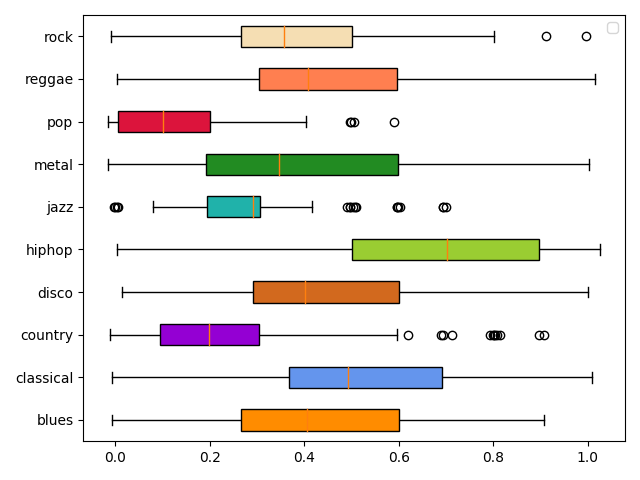 rock
reggae
pop
metal
jazz
hiphop
disco
country
classical
blues
0.0 0.2 0.4 0.6 0.8 1.0